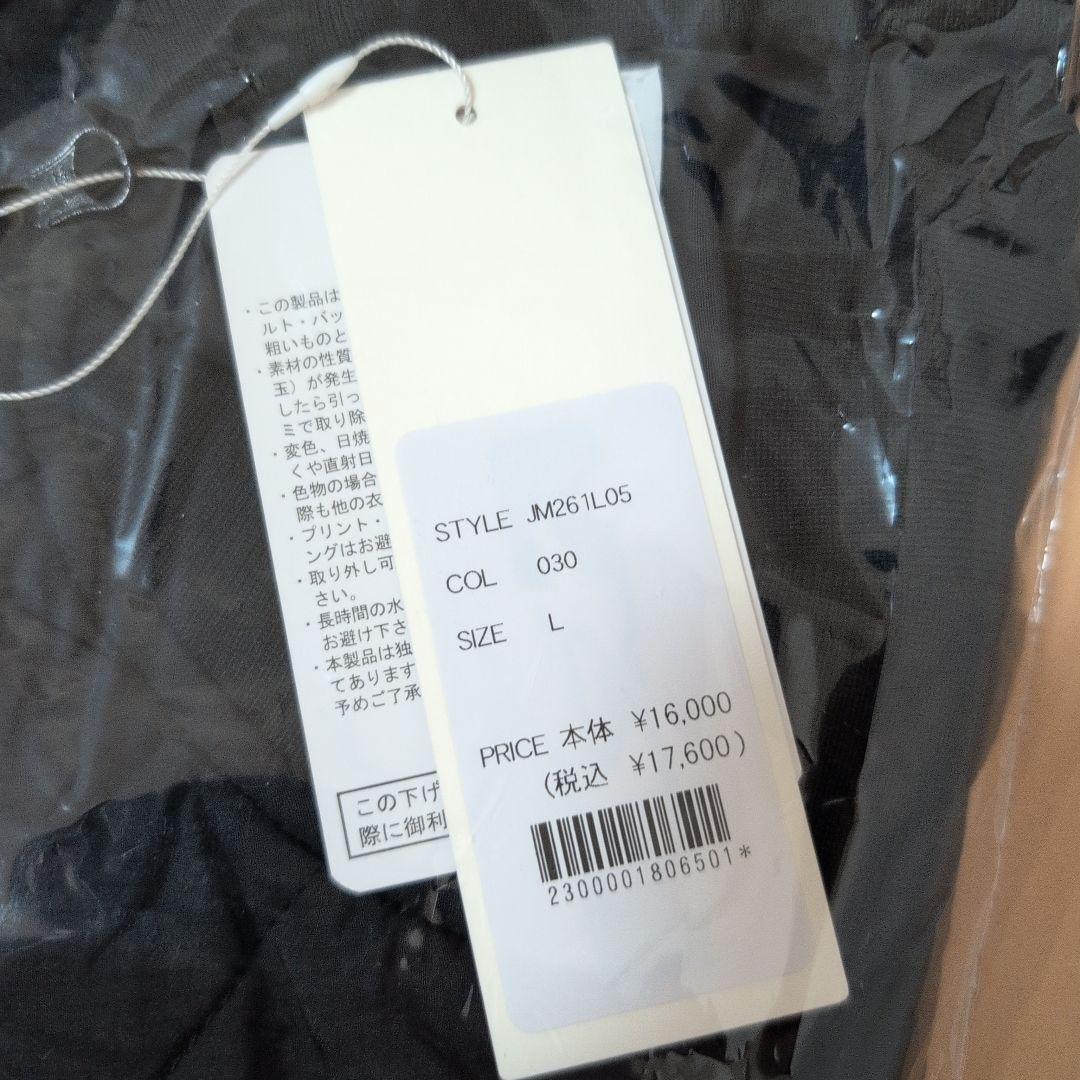 ・この製品は
ルト・バッ
粗いものと
・素材の性質
玉）が発生
したら引っ
ミで取り除
・変色、日焼
くや直射日
・色物の場合
際も他の衣
・プリント・
ングはお避
・取り外し可
さい。
・長時間の水
お避け下さ
・本製品は独
てあります
予めご了承
この下げ
際に御利
STYLE JM261L05
COL 030
SIZE L
PRICE 本体 ¥16,000
(税込 ¥17,600)
2300001806501*